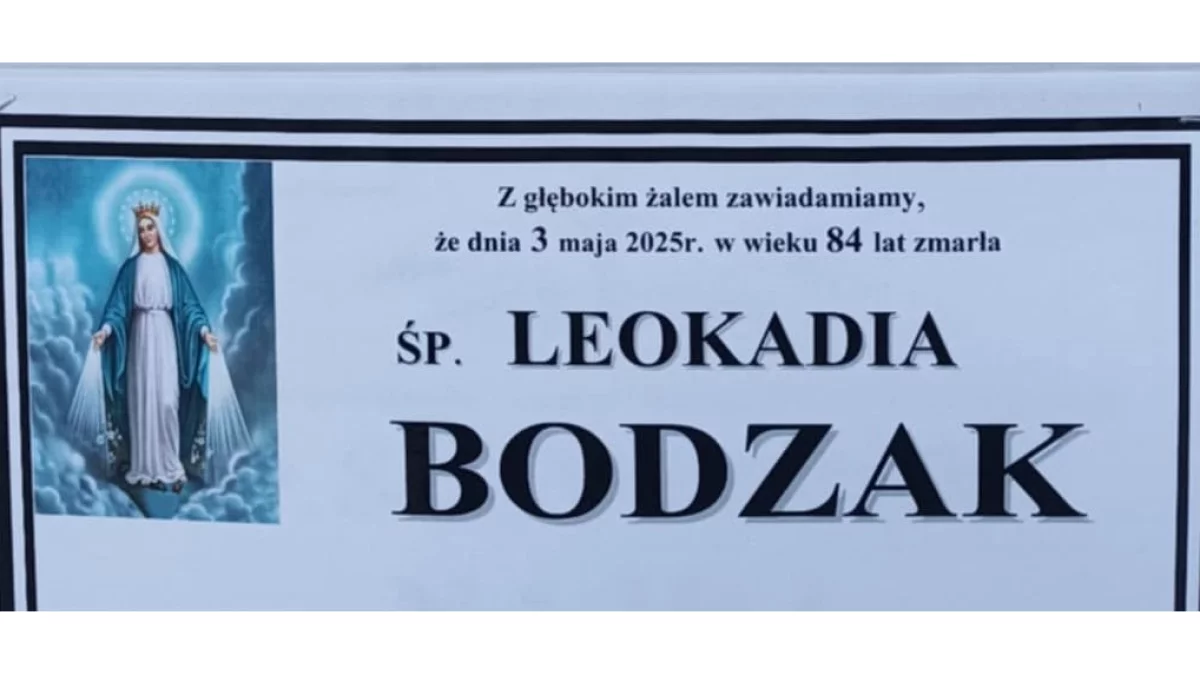 Z głębokim żalem zawiadamiamy,
że dnia 3 maja 2025r. w wieku 84 lat zmarła
ŚP. LEOKADIA
BODZAK